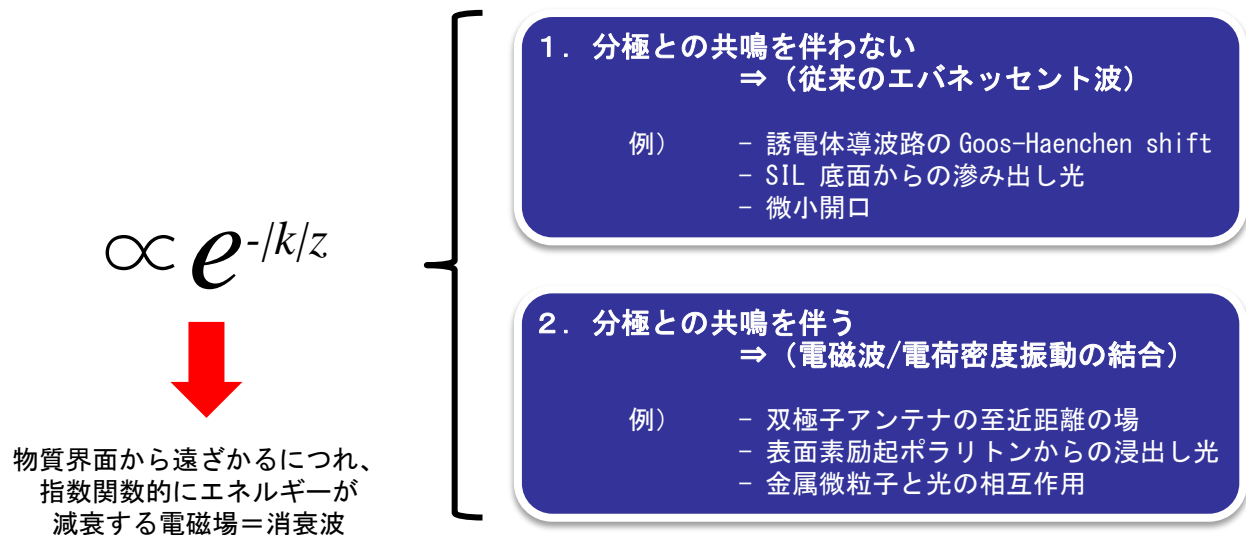 ∝e-|k|z
物質界面から遠ざかるにつれ、
指数関数的にエネルギーが
減衰する電磁場＝消衰波
１．分極との共鳴を伴わない
⇒（従来のエバネッセント波）
例） － 誘電体導波路の Goos-Haenchen shift
－ SIL 底面からの滲み出し光
－ 微小開口
２．分極との共鳴を伴う
⇒（電磁波/電荷密度振動の結合）
例） － 双極子アンテナの至近距離の場
－ 表面素励起ポラリトンからの浸出し光
－ 金属微粒子と光の相互作用